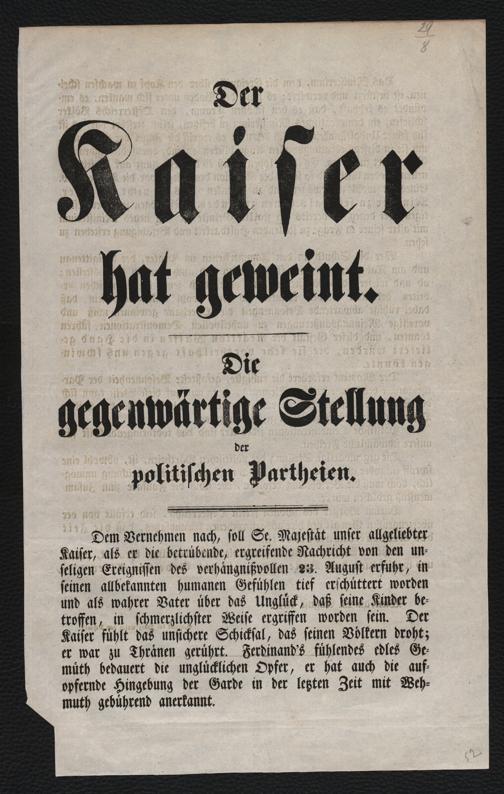 29
8
Der
Kaiſer
hat geweint.
Die
gegenwärtige Stellung
der
politiſchen Partheien.
Dem Vernehmen nach, ſoll Se. Majeſtät unſer allgeliebter
Kaiſer, als er die betrübende, ergreifende Nachricht von den un-
ſeligen Ereigniſſen des verhängnißvollen 23. Auguſt erfuhr, in
ſeinen allbekannten humanen Gefühlen tief erſchüttert worden
und als wahrer Vater über das Unglück, daß ſeine Kinder be-
troffen, in ſchmerzlichſter Weiſe ergriffen worden ſein. Der
Kaiſer fühlt das unſichere Schickſal, das ſeinen Völkern droht;
er war zu Thränen gerührt. Ferdinand's fühlendes edles Ge-
müth bedauert die unglücklichen Opfer, er hat auch die auf-
opfernde Hingebung der Garde in der letzten Zeit mit Weh-
muth gebührend anerkannt.
52